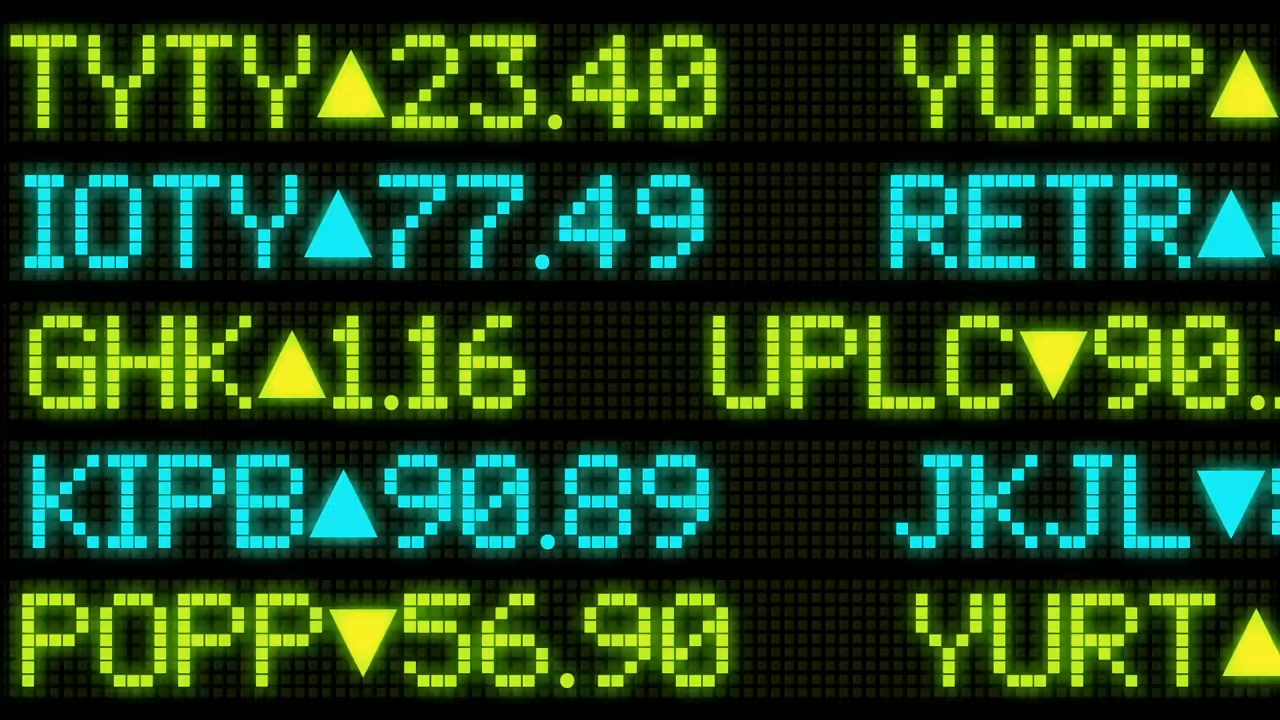 TYTY▲23.40 YUOP▲
IOTY▲77.49 RETR▲
GHK▲1.16 UPLC▼90.
KIPB▲90.89 JKJL▼
POPP▼56.90 YURT▲